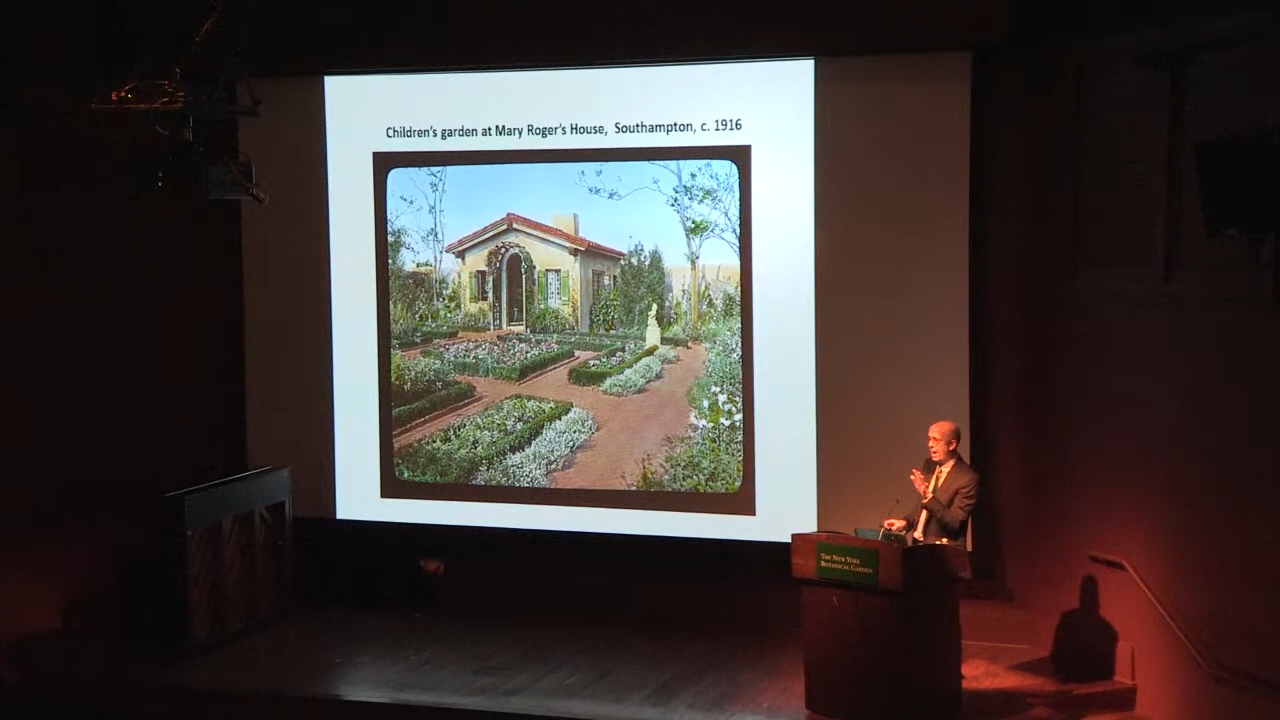 Children's garden at Mary Roger's House, Southampton, c. 1916
THE NEW YORK
BOTANICAL GARDEN